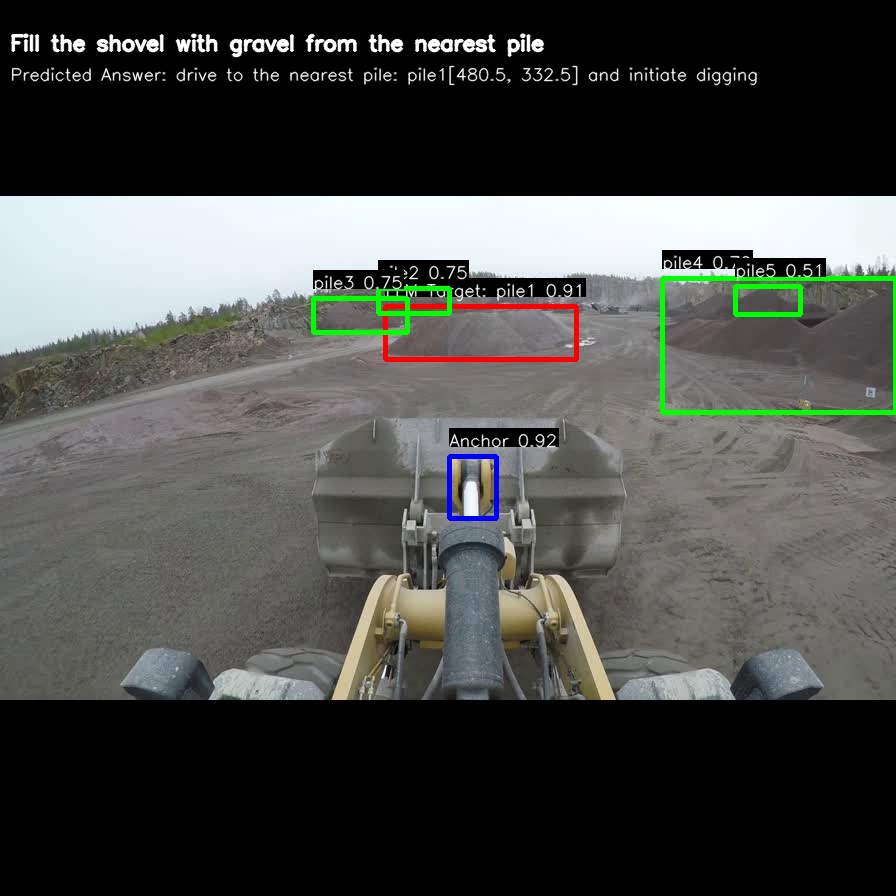 Fill the shovel with gravel from the nearest pile
Predicted Answer: drive to the nearest pile: pile1[480.5, 332.5] and initiate digging
pile4
pile5 0.51
0.75
pile3 0.75
Target: pile1 0.91
Anchor 0.92